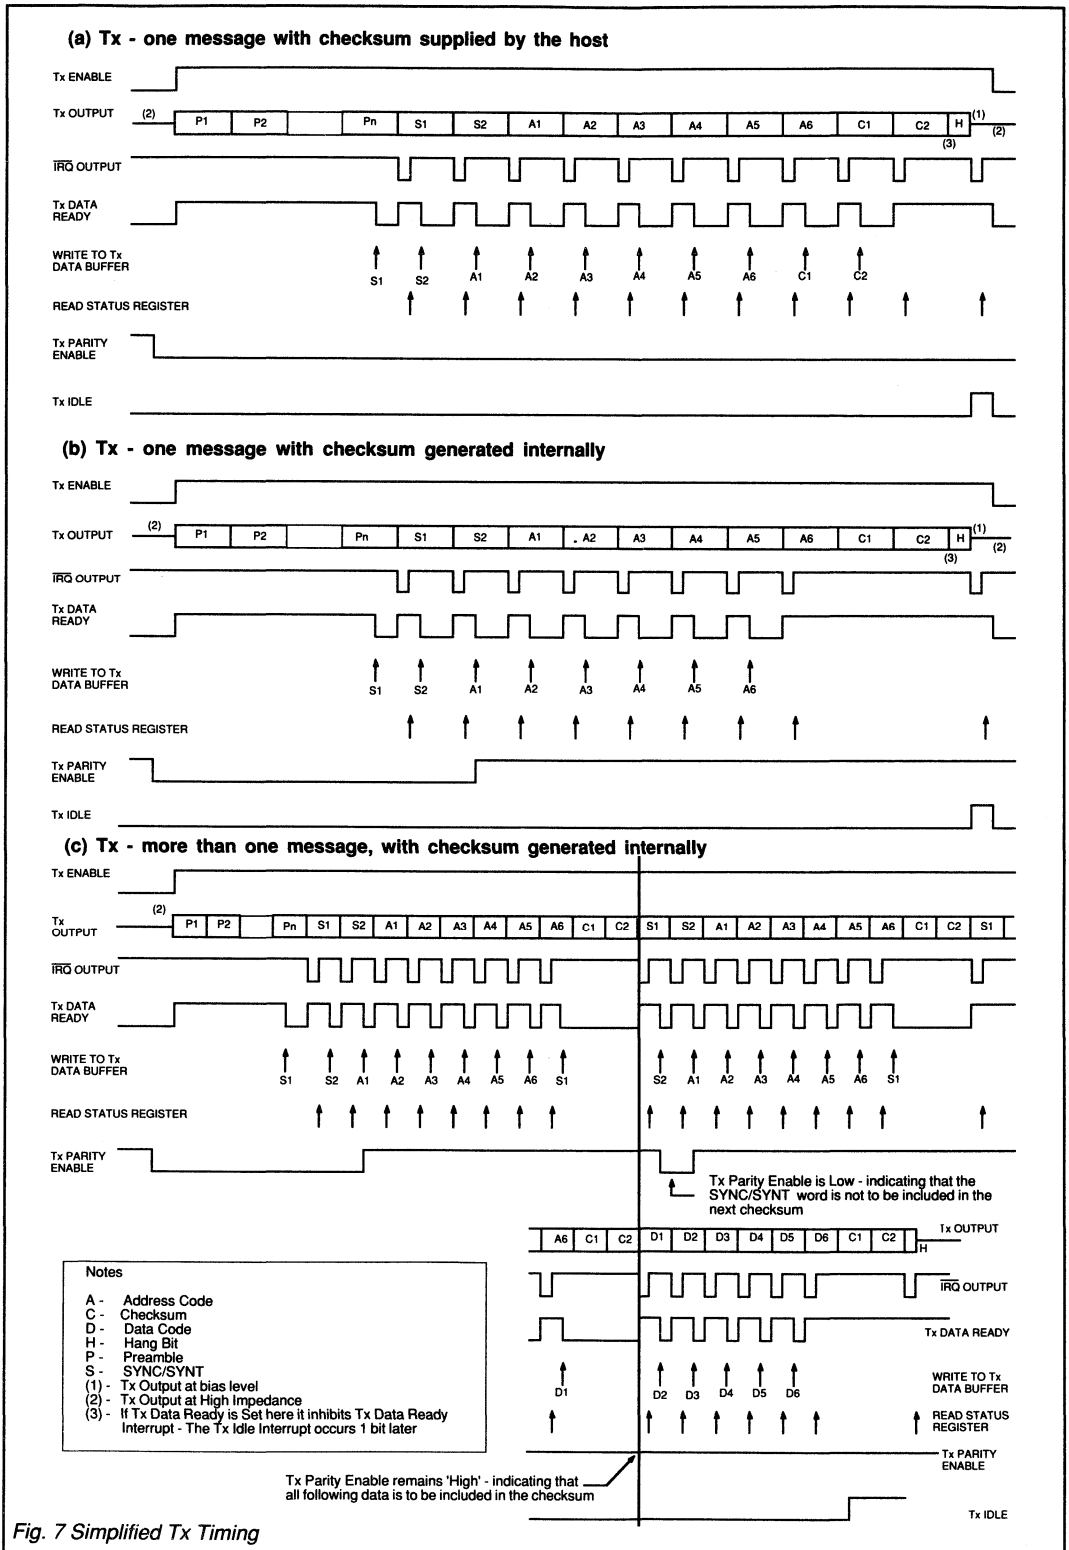 (a) Tx - one message with checksum supplied by the host
Tx ENABLE
Tx OUTPUT (2) P1 P2 Pn S1 S2 A1 A2 A3 A4 A5 A6 C1 C2 H (1)
(3) (2)
IRQ OUTPUT
Tx DATA
READY
WRITE TO Tx
DATA BUFFER
S1 S2 A1 A2 A3 A4 A5 A6 C1 C2
READ STATUS REGISTER
Tx PARITY
ENABLE
Tx IDLE
(b) Tx - one message with checksum generated internally
Tx ENABLE
Tx OUTPUT (2) P1 P2 Pn S1 S2 A1 A2 A3 A4 A5 A6 C1 C2 H (1)
(3) (2)
IRQ OUTPUT
Tx DATA
READY
WRITE TO Tx
DATA BUFFER
S1 S2 A1 A2 A3 A4 A5 A6
READ STATUS REGISTER
Tx PARITY
ENABLE
Tx IDLE
(c) Tx - more than one message, with checksum generated internally
Tx ENABLE
(2)
Tx
OUTPUT
P1 P2 Pn S1 S2 A1 A2 A3 A4 A5 A6 C1 C2 S1 S2 A1 A2 A3 A4 A5 A6 C1 C2 S1
IRQ OUTPUT
Tx DATA
READY
WRITE TO Tx
DATA BUFFER
S1 S2 A1 A2 A3 A4 A5 A6 S1 S2 A1 A2 A3 A4 A5 A6 S1
READ STATUS REGISTER
Tx PARITY
ENABLE
Tx Parity Enable is Low - indicating that the
SYNC/SYNT word is not to be included in the
next checksum
A6 C1 C2 D1 D2 D3 D4 D5 D6 C1 C2 H
Tx OUTPUT
IRQ OUTPUT
Tx DATA READY
WRITE TO Tx
DATA BUFFER
D1 D2 D3 D4 D5 D6
READ STATUS
REGISTER
Tx PARITY
ENABLE
Tx IDLE
Notes
A - Address Code
C - Checksum
D - Data Code
H - Hang Bit
P - Preamble
S - SYNC/SYNT
(1) - Tx Output at bias level
(2) - Tx Output at High Impedance
(3) - If Tx Data Ready is Set here it inhibits Tx Data Ready
Interrupt - The Tx Idle Interrupt occurs 1 bit later
Tx Parity Enable remains 'High' - indicating that
all following data is to be included in the checksum
Fig. 7 Simplified Tx Timing